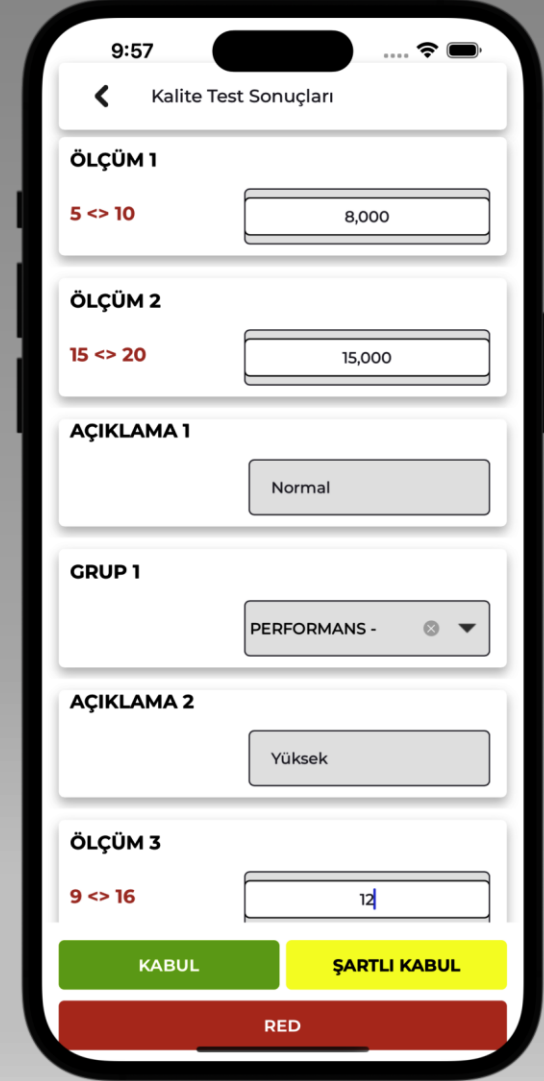 9:57
Kalite Test Sonuçları
ÖLÇÜM 1
5 <> 10
8,000
ÖLÇÜM 2
15 <> 20
15,000
AÇIKLAMA 1
Normal
GRUP 1
PERFORMANS -
AÇIKLAMA 2
Yüksek
ÖLÇÜM 3
9 <> 16
12
KABUL
ŞARTLI KABUL
RED